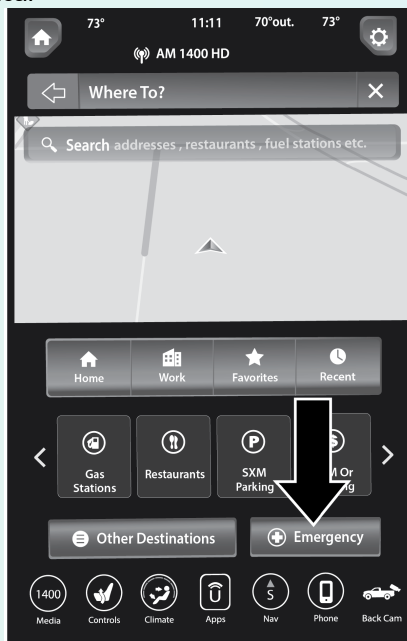 73° 11:11 70°out. 73°
AM 1400 HD
Where To?
Search addresses , restaurants , fuel stations etc.
Home Work Favorites Recent
Gas Stations
Restaurants
SXM Parking
Or
Other Destinations
Emergency
1400
S
Media Controls Climate Apps Nav Phone Back Cam